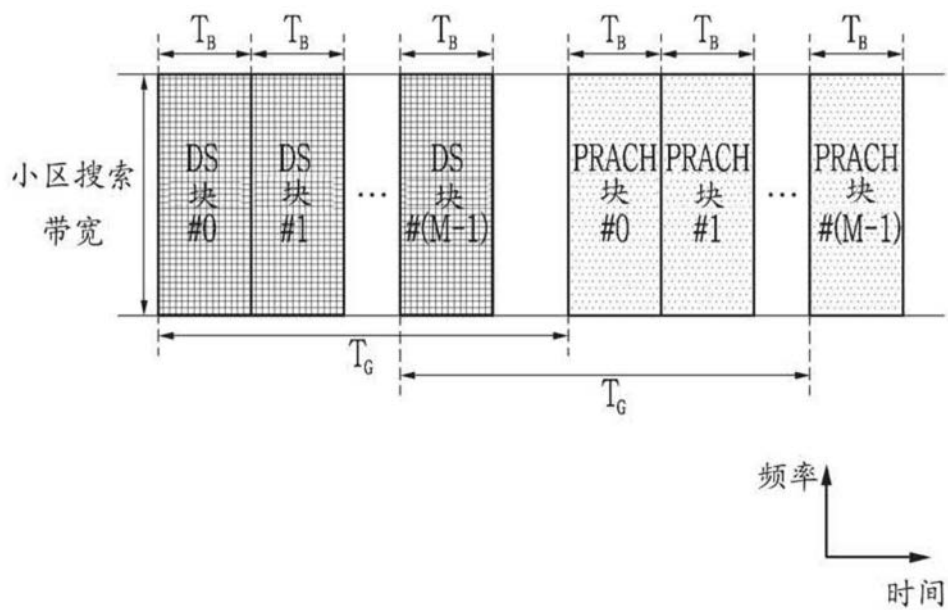 T_B T_B T_B T_B T_B T_B
小区搜索
带宽
DS
块
#0
DS
块
#1
...
DS
块
#(M-1)
PRACH
块
#0
PRACH
块
#1
...
PRACH
块
#(M-1)
T_G
T_G
频率
时间